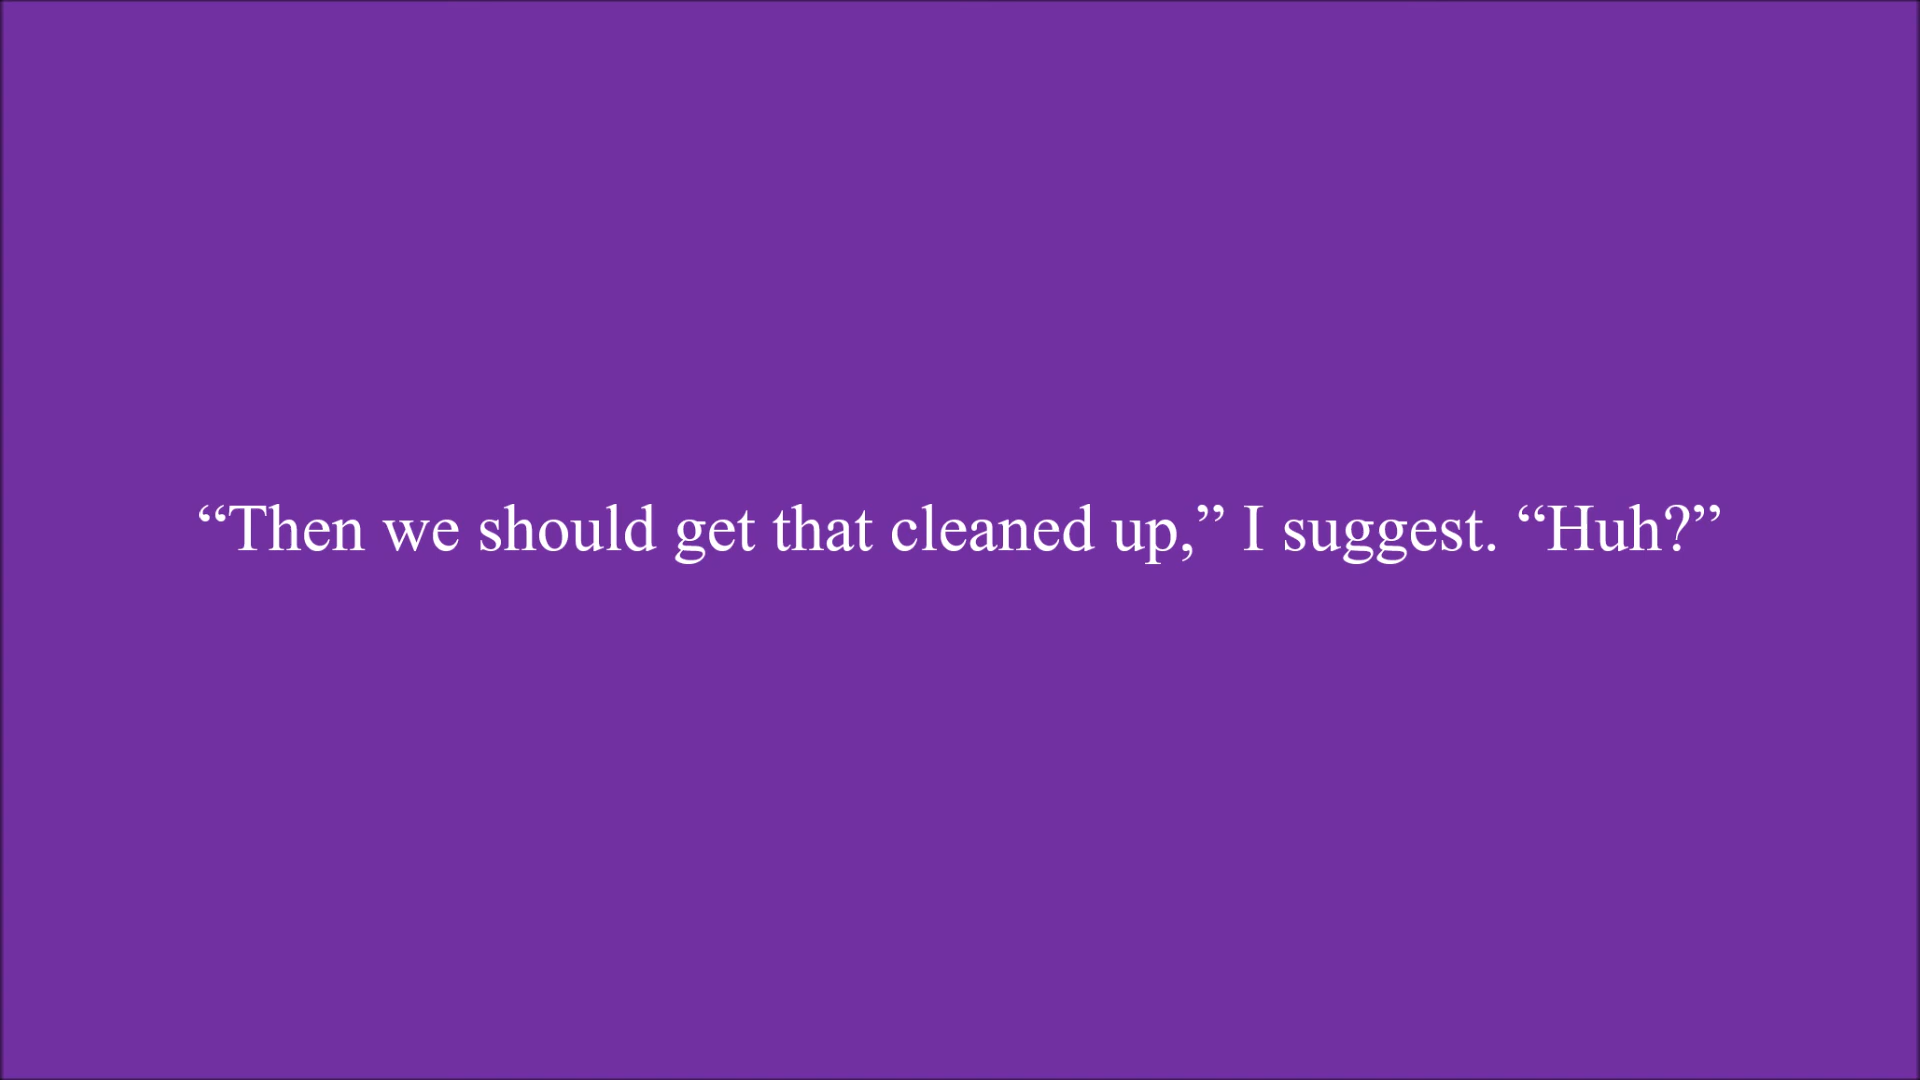 “Then we should get that cleaned up,” I suggest. “Huh?”